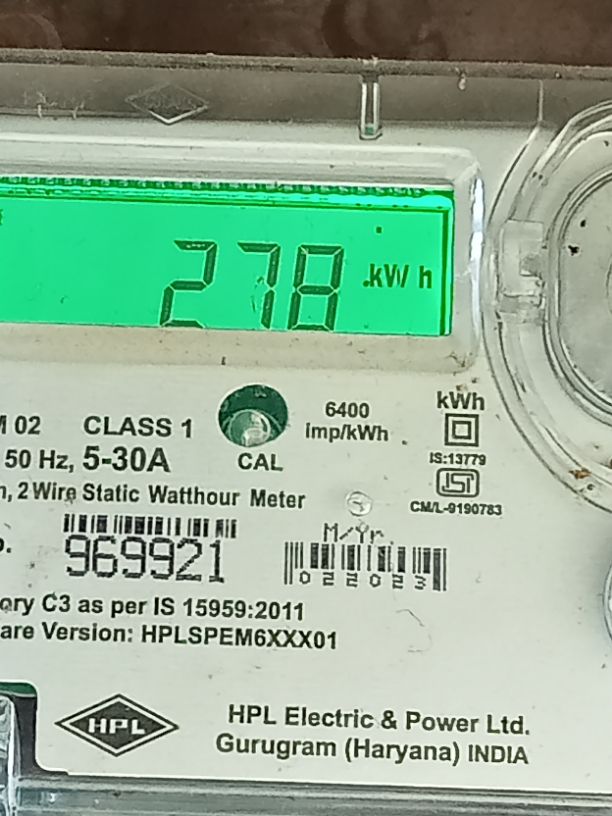 278 kWh
M 02 CLASS 1
6400
imp/kWh
kWh
50 Hz, 5-30A
CAL
IS:13779
ISI
CM/L-9190783
, 2 Wire Static Watthour Meter
969921
M/Yr.
022023
ory C3 as per IS 15959:2011
are Version: HPLSPEM6XXX01
HPL
HPL Electric & Power Ltd.
Gurugram (Haryana) INDIA